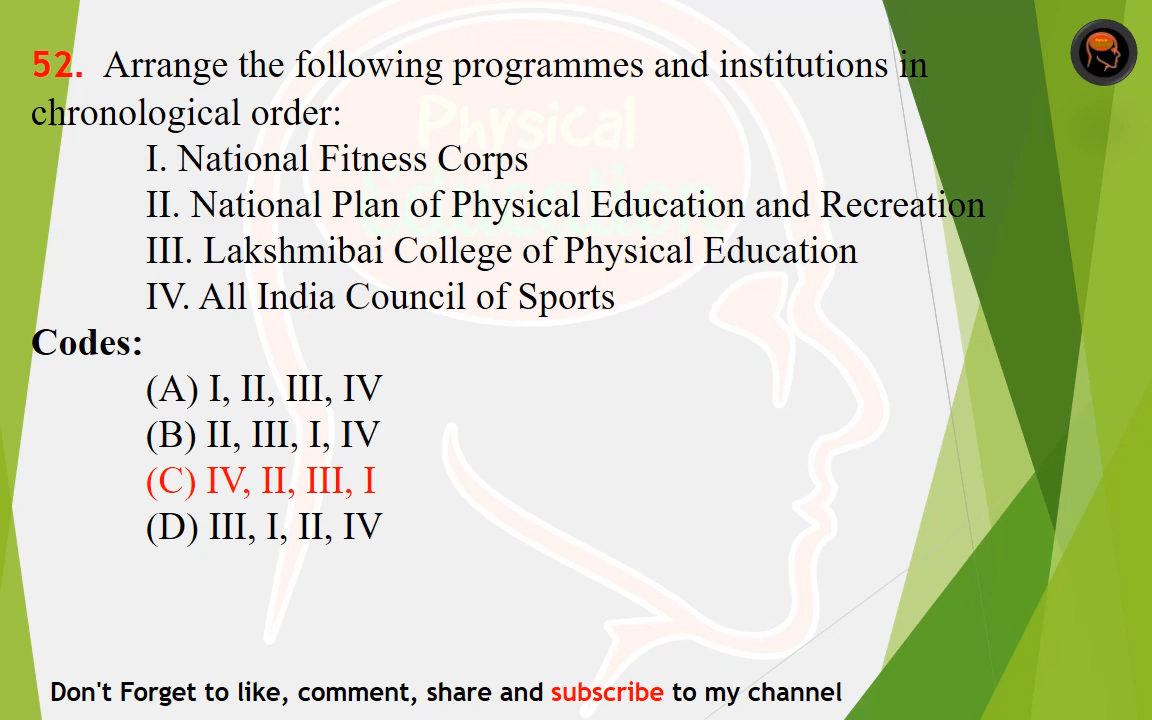 52. Arrange the following programmes and institutions in
chronological order:
I. National Fitness Corps
II. National Plan of Physical Education and Recreation
III. Lakshmibai College of Physical Education
IV. All India Council of Sports
Codes:
(A) I, II, III, IV
(B) II, III, I, IV
(C) IV, II, III, I
(D) III, I, II, IV
Physical
Education
Don't Forget to like, comment, share and subscribe to my channel